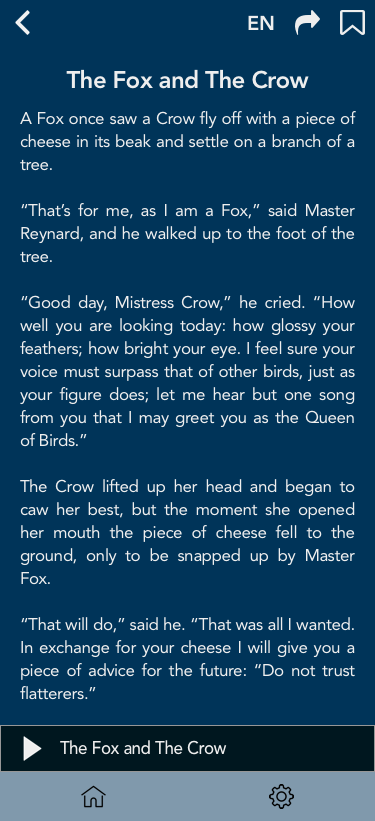 EN
The Fox and The Crow
A Fox once saw a Crow fly off with a piece of
cheese in its beak and settle on a branch of a
tree.
“That’s for me, as I am a Fox,” said Master
Reynard, and he walked up to the foot of the
tree.
“Good day, Mistress Crow,” he cried. “How
well you are looking today: how glossy your
feathers; how bright your eye. I feel sure your
voice must surpass that of other birds, just as
your figure does; let me hear but one song
from you that I may greet you as the Queen
of Birds.”
The Crow lifted up her head and began to
caw her best, but the moment she opened
her mouth the piece of cheese fell to the
ground, only to be snapped up by Master
Fox.
“That will do,” said he. “That was all I wanted.
In exchange for your cheese I will give you a
piece of advice for the future: “Do not trust
flatterers.”
The Fox and The Crow